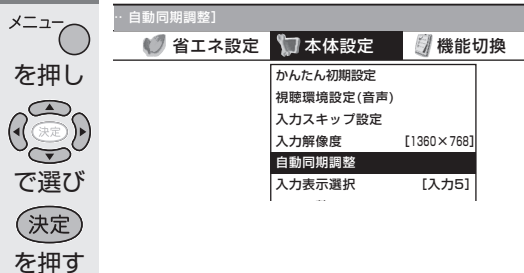 メニュー
を押し
決定
で選び
決定
を押す
‥ 自動同期調整]
省エネ設定 本体設定 機能切換
かんたん初期設定
視聴環境設定(音声)
入力スキップ設定
入力解像度 [1360×768]
自動同期調整
入力表示選択 [入力5]